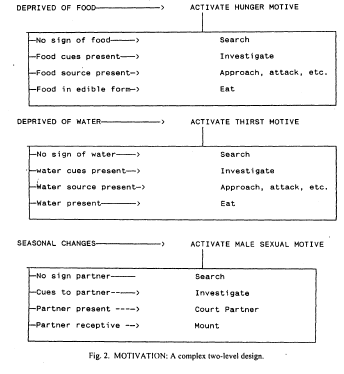 DEPRIVED OF FOOD————> ACTIVATE HUNGER MOTIVE
—No sign of food——> Search
—Food cues present——> Investigate
—Food source present—> Approach, attack, etc.
—Food in edible form—> Eat
DEPRIVED OF WATER————> ACTIVATE THIRST MOTIVE
—No sign of water——> Search
—water cues present——> Investigate
—Water source present—> Approach, attack, etc.
—Water present———> Eat
SEASONAL CHANGES————> ACTIVATE MALE SEXUAL MOTIVE
—No sign partner—— Search
—Cues to partner-----> Investigate
—Partner present ----> Court Partner
—Partner receptive --> Mount
Fig. 2. MOTIVATION: A complex two-level design.